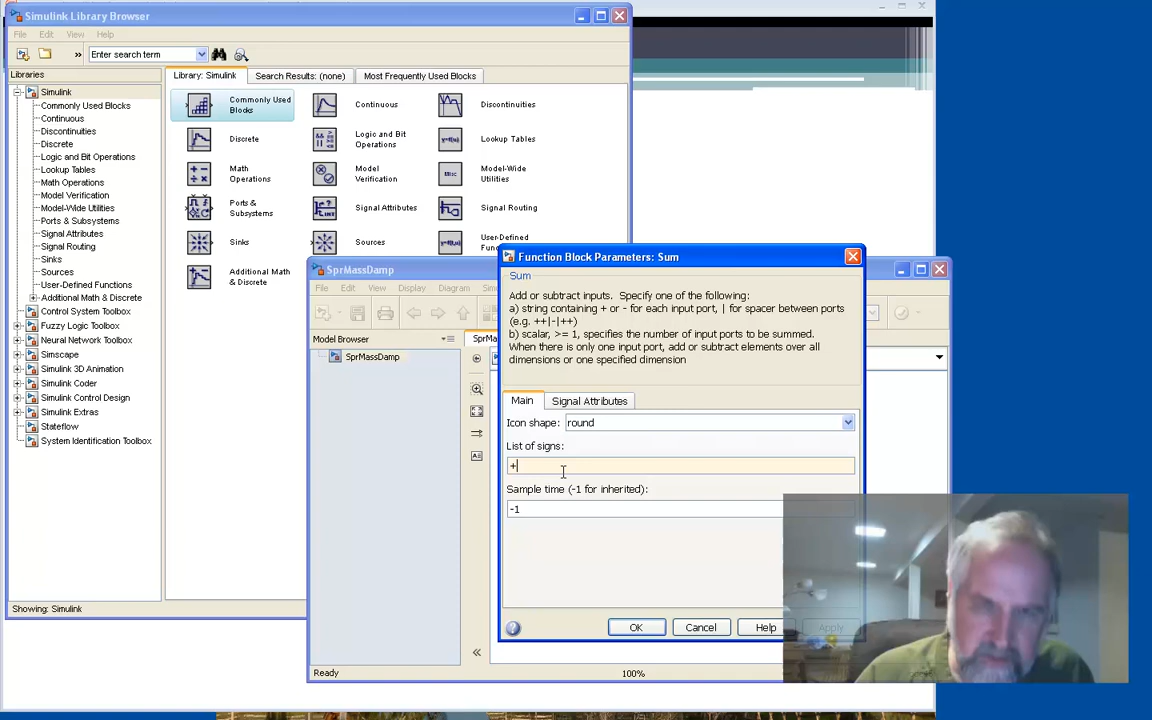 Simulink Library Browser
File Edit View Help
» Enter search term
Libraries
Library: Simulink
Search Results: (none)
Most Frequently Used Blocks
Simulink
Commonly Used Blocks
Continuous
Discontinuities
Discrete
Logic and Bit Operations
Lookup Tables
Math Operations
Model Verification
Model-Wide Utilities
Ports & Subsystems
Signal Attributes
Signal Routing
Sinks
Sources
User-Defined Functions
Additional Math & Discrete
Control System Toolbox
Fuzzy Logic Toolbox
Neural Network Toolbox
Simscape
Simulink 3D Animation
Simulink Coder
Simulink Control Design
Simulink Extras
Stateflow
System Identification Toolbox
Showing: Simulink
Commonly Used
Blocks
Continuous
Discontinuities
Discrete
Logic and Bit
Operations
Lookup Tables
Math
Operations
Model
Verification
Model-Wide
Utilities
Ports &
Subsystems
Signal Attributes
Signal Routing
Sinks
Sources
User-Defined
Additional Math
& Discrete
SprMassDamp
File Edit View Display Diagram
Model Browser
SprMassDamp
Ready
100%
Function Block Parameters: Sum
Sum
Add or subtract inputs. Specify one of the following:
a) string containing + or - for each input port, | for spacer between ports
(e.g. ++|-|++)
b) scalar, >= 1, specifies the number of input ports to be summed.
When there is only one input port, add or subtract elements over all
dimensions or one specified dimension
Main
Signal Attributes
Icon shape: round
List of signs:
+
Sample time (-1 for inherited):
-1
OK
Cancel
Help
Apply